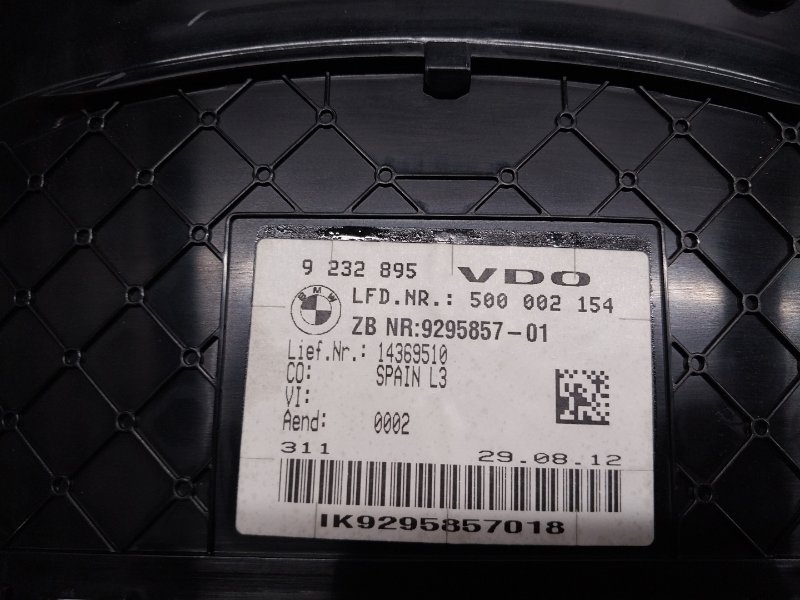 9 232 895 VDO
BMW
LFD.NR.: 500 002 154
ZB NR:9295857-01
Lief.Nr.: 14369510
CO: SPAIN L3
VI:
Aend: 0002
311 29.08.12
IK9295857018